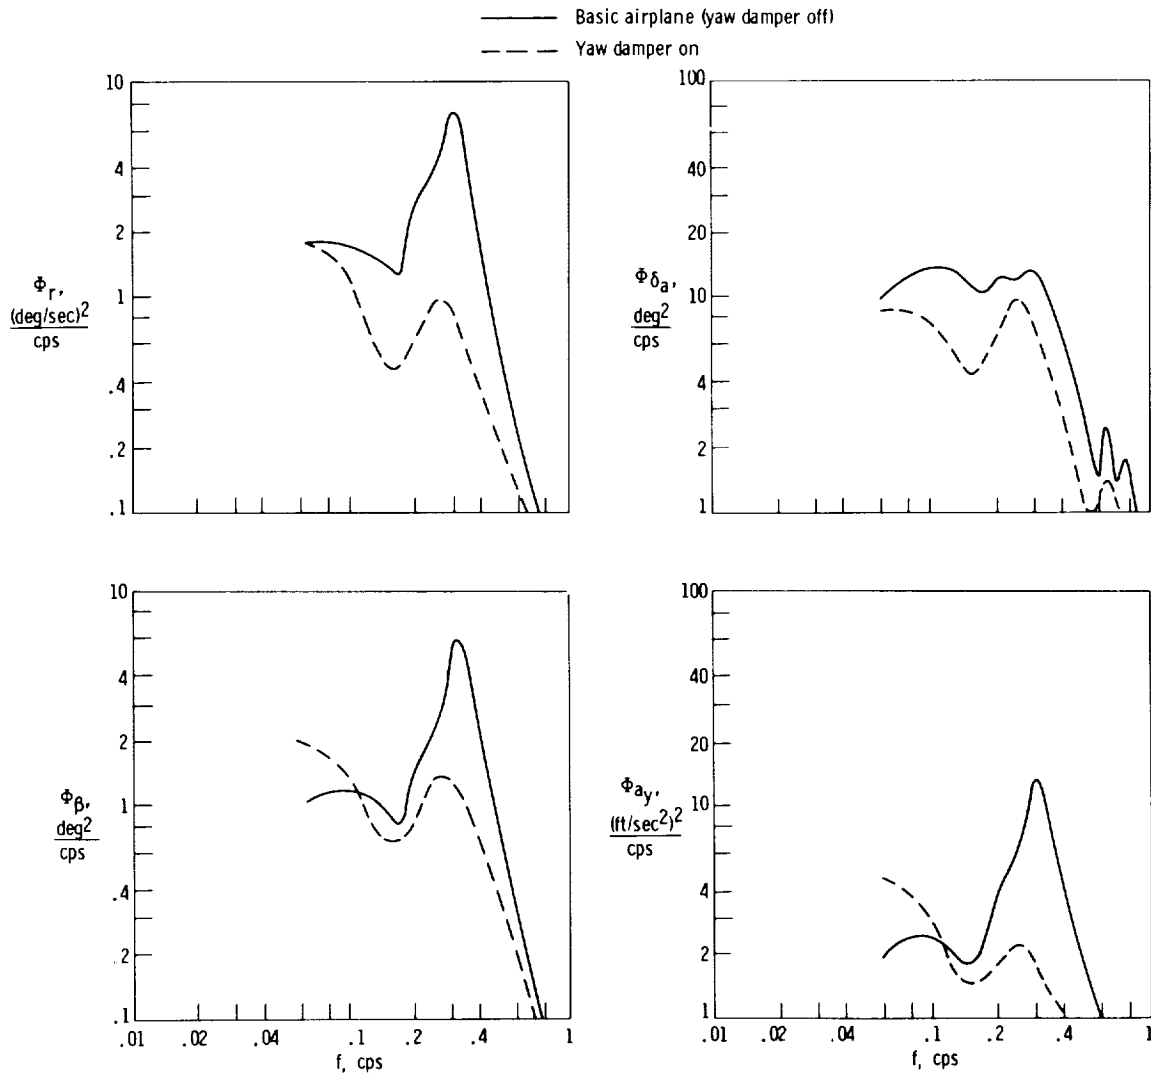 Basic airplane (yaw damper off)
Yaw damper on
10
4
2
1
.4
.2
.1
Φr,
(deg/sec)2
cps
100
40
20
10
4
2
1
Φδa,
deg2
cps
10
4
2
1
.4
.2
.1
Φβ,
deg2
cps
.01 .02 .04 .1 .2 .4 1
f, cps
100
40
20
10
4
2
1
Φay,
(ft/sec2)2
cps
.01 .02 .04 .1 .2 .4 1
f, cps